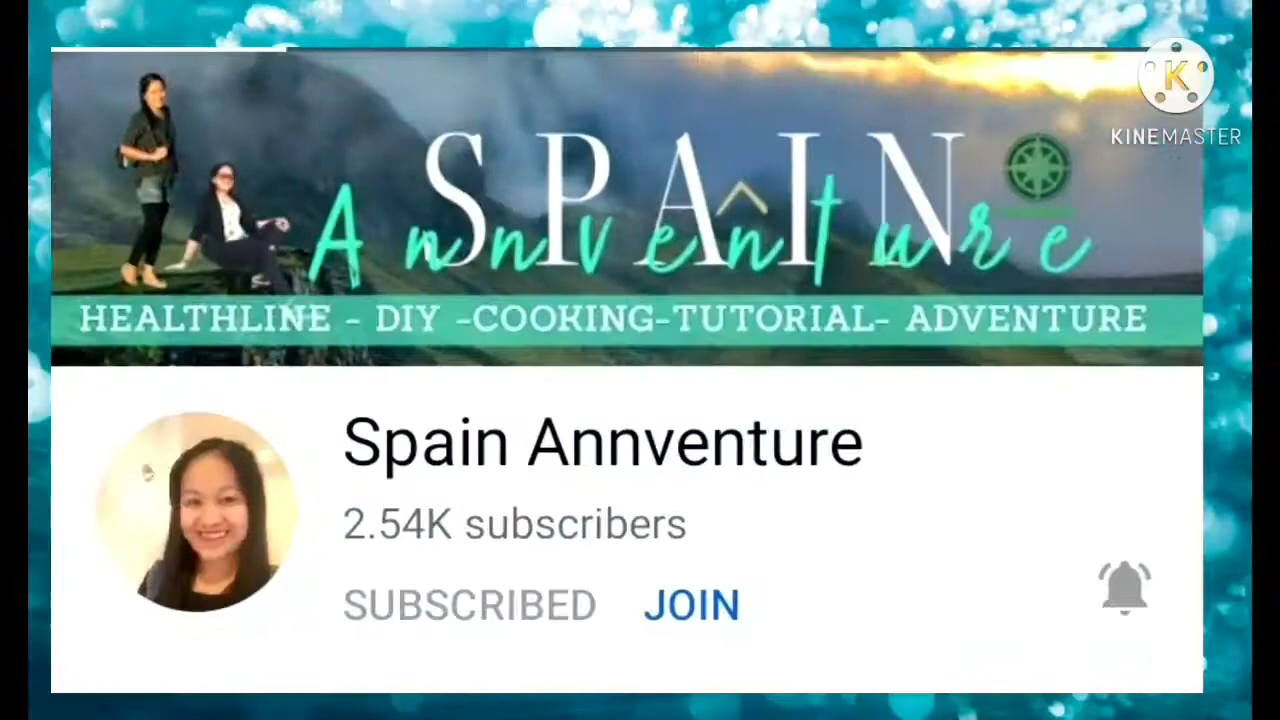 K
KINEMASTER
SPAIN
Annventure
HEALTHLINE - DIY -COOKING-TUTORIAL- ADVENTURE
Spain Annventure
2.54K subscribers
SUBSCRIBED JOIN